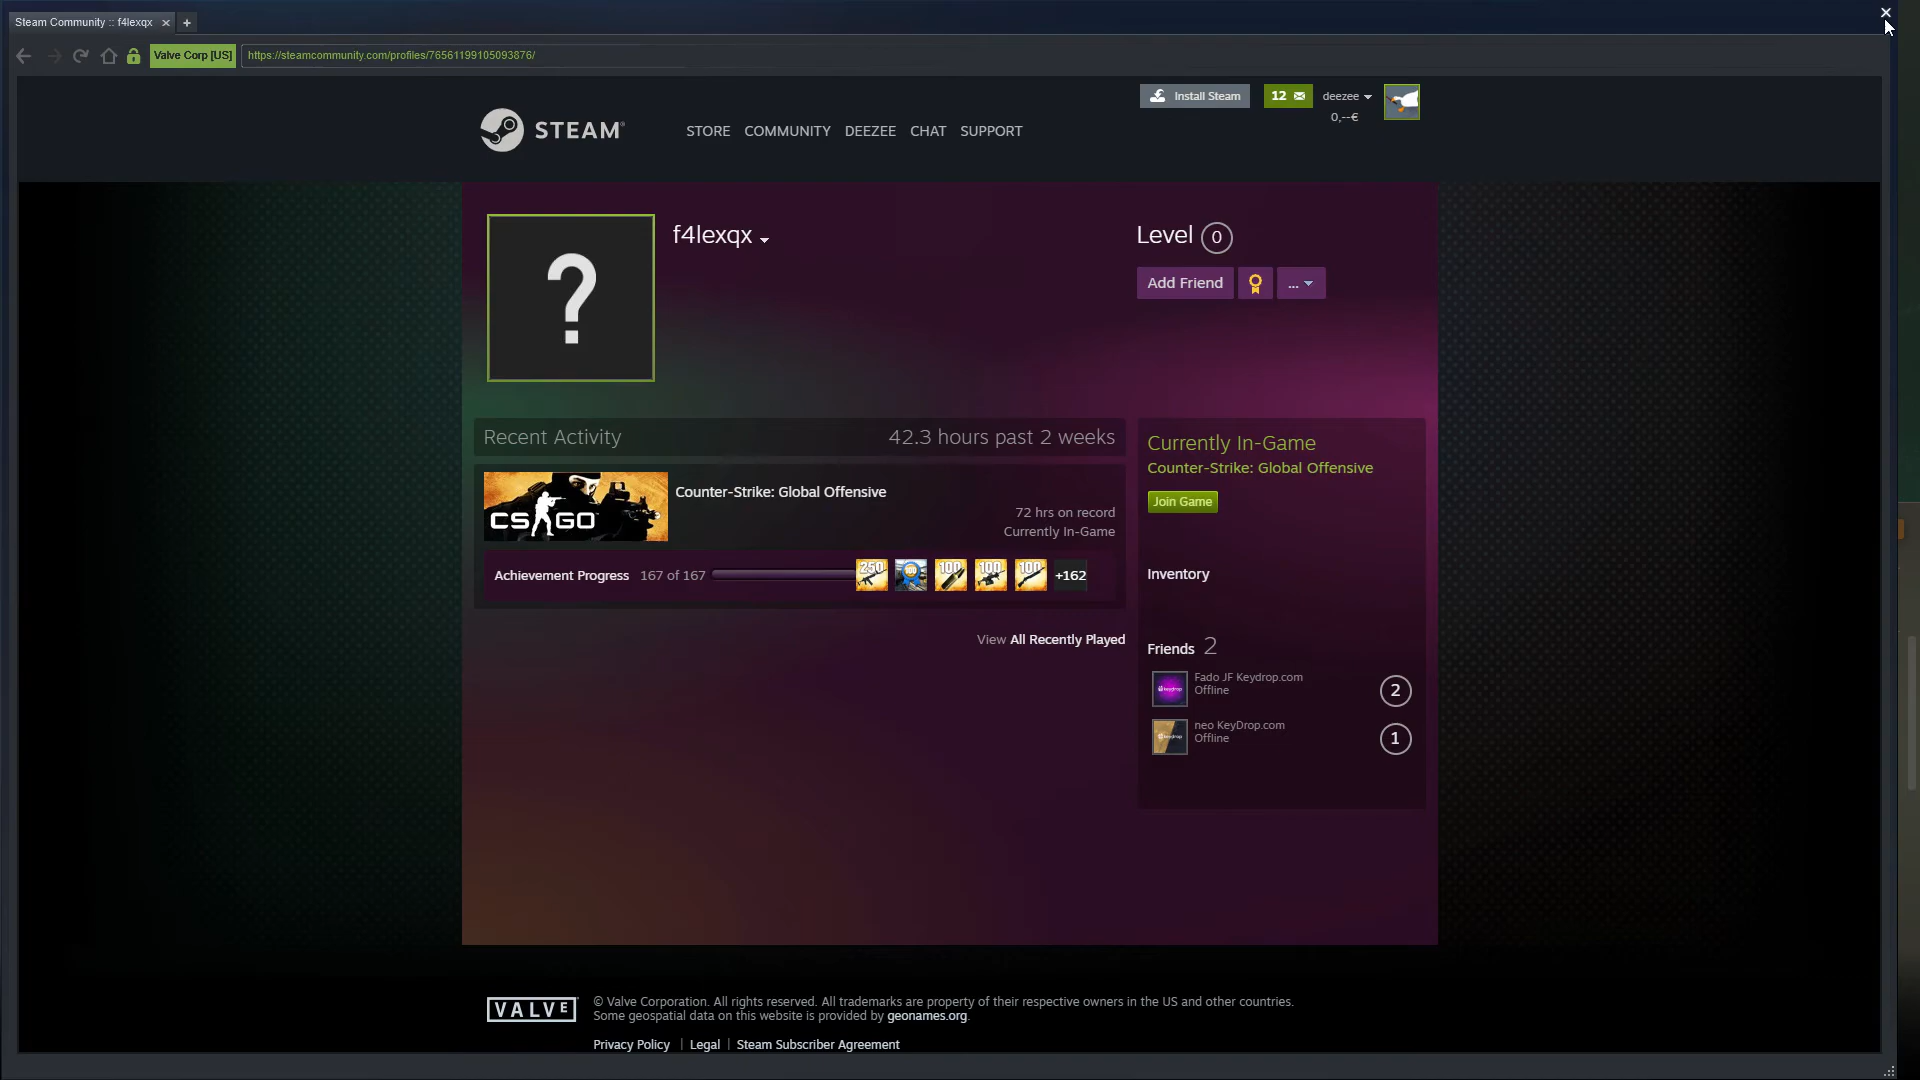 Steam Community :: f4lexqx
Valve Corp [US]
https://steamcommunity.com/profiles/76561199105093876/
Install Steam
12
deezee
0,--€
STEAM®
STORE COMMUNITY DEEZEE CHAT SUPPORT
?
f4lexqx
Level 0
Add Friend
...
Recent Activity
42.3 hours past 2 weeks
CS GO
Counter-Strike: Global Offensive
72 hrs on record
Currently In-Game
Achievement Progress 167 of 167
250
100
100
100
100
+162
View All Recently Played
Currently In-Game
Counter-Strike: Global Offensive
Join Game
Inventory
Friends 2
keydrop
Fado JF Keydrop.com
Offline
2
keydrop
neo KeyDrop.com
Offline
1
VALVE
© Valve Corporation. All rights reserved. All trademarks are property of their respective owners in the US and other countries.
Some geospatial data on this website is provided by geonames.org.
Privacy Policy | Legal | Steam Subscriber Agreement